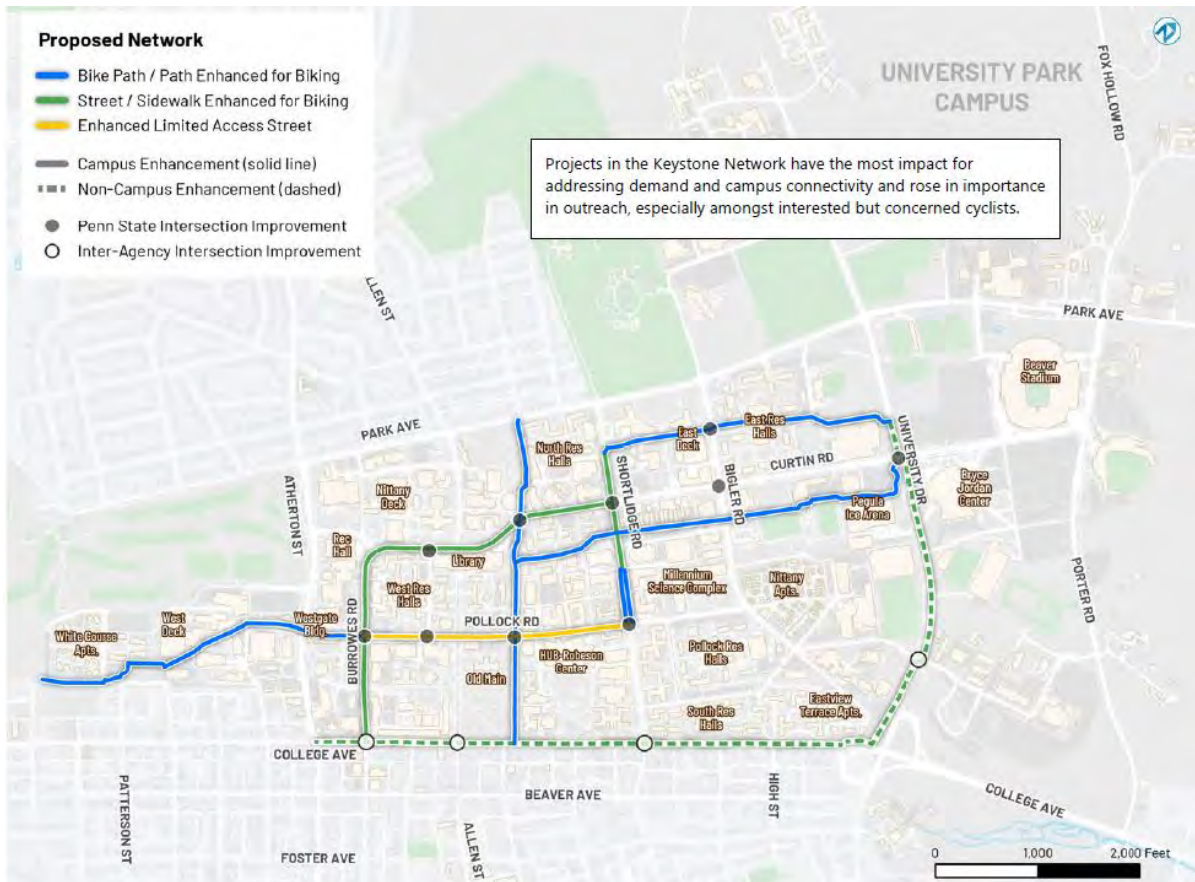 Proposed Network
Bike Path / Path Enhanced for Biking
Street / Sidewalk Enhanced for Biking
Enhanced Limited Access Street
Campus Enhancement (solid line)
Non-Campus Enhancement (dashed)
Penn State Intersection Improvement
Inter-Agency Intersection Improvement
UNIVERSITY PARK
CAMPUS
FOX HOLLOW RD
Projects in the Keystone Network have the most impact for
addressing demand and campus connectivity and rose in importance
in outreach, especially amongst interested but concerned cyclists.
ALLEN ST
PARK AVE
Beaver
Stadium
PARK AVE
North Res
Halls
East
Deck
East Res
Halls
UNIVERSITY DR
CURTIN RD
SHORTLIDGE RD
BIGLER RD
Bryce
Jordan
Center
Pegula
Ice Arena
ATHERTON ST
Nittany
Deck
Rec
Hall
Library
West Res
Halls
Millennium
Science Complex
Nittany
Apts.
PORTER RD
White Course
Apts.
West
Deck
Westgate
Bldg.
BURROWES RD
POLLOCK RD
HUB-Robeson
Center
Old Main
Pollock Res
Halls
South Res
Halls
Eastview
Terrace Apts.
COLLEGE AVE
PATTERSON ST
BEAVER AVE
HIGH ST
COLLEGE AVE
ALLEN ST
FOSTER AVE
0 1,000 2,000 Feet